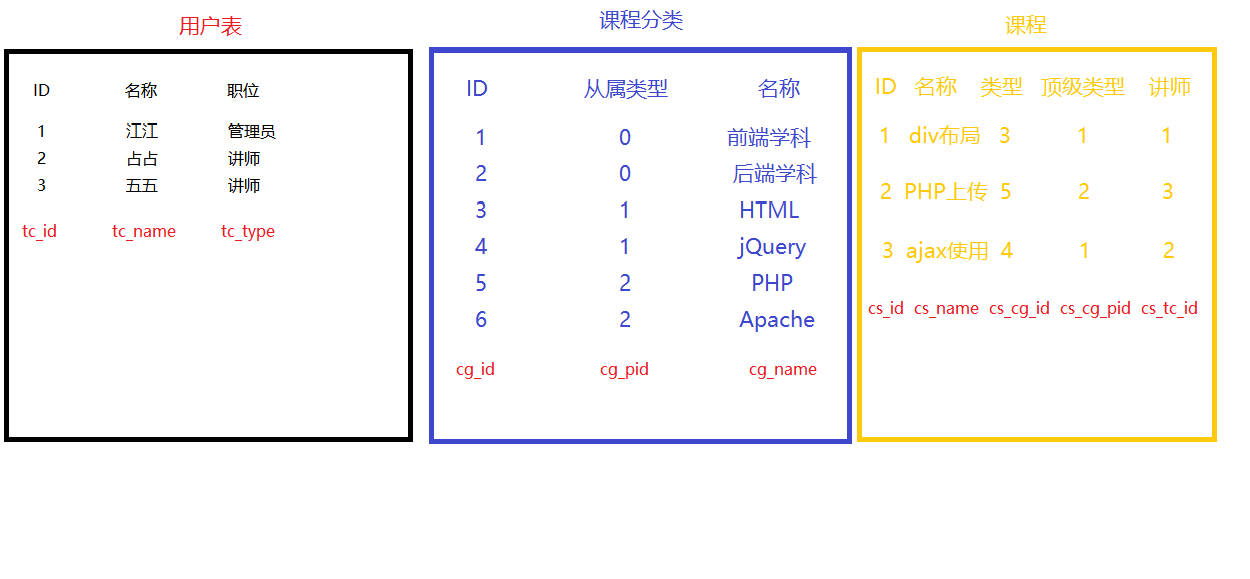 用户表
ID 名称 职位
1 江江 管理员
2 占占 讲师
3 五五 讲师
tc_id tc_name tc_type
课程分类
ID 从属类型 名称
1 0 前端学科
2 0 后端学科
3 1 HTML
4 1 jQuery
5 2 PHP
6 2 Apache
cg_id cg_pid cg_name
课程
ID 名称 类型 顶级类型 讲师
1 div布局 3 1 1
2 PHP上传 5 2 3
3 ajax使用 4 1 2
cs_id cs_name cs_cg_id cs_cg_pid cs_tc_id